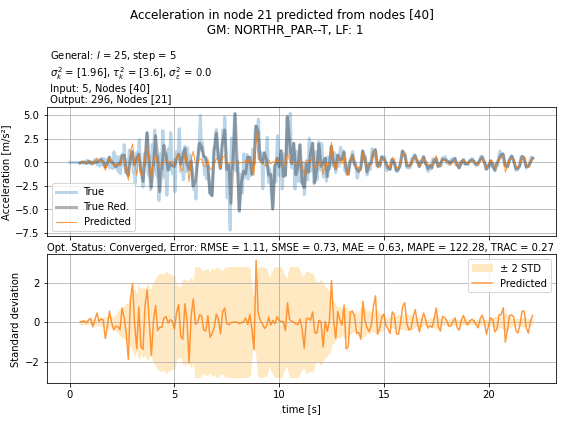 Acceleration in node 21 predicted from nodes [40]
GM: NORTHR_PAR--T, LF: 1
General: l = 25, step = 5
σ²ₖ = [1.96], τ²ₖ = [3.6], σ²ε = 0.0
Input: 5, Nodes [40]
Output: 296, Nodes [21]
Acceleration [m/s²]
5.0
2.5
0.0
−2.5
−5.0
−7.5
True
True Red.
Predicted
Opt. Status: Converged, Error: RMSE = 1.11, SMSE = 0.73, MAE = 0.63, MAPE = 122.28, TRAC = 0.27
Standard deviation
2
0
−2
± 2 STD
Predicted
0 5 10 15 20
time [s]